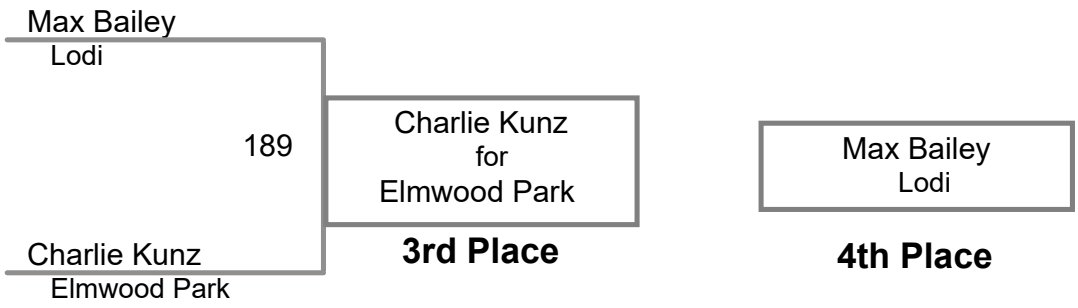 Max Bailey
Lodi
189
Charlie Kunz
Elmwood Park
Charlie Kunz
for
Elmwood Park
3rd Place
Max Bailey
Lodi
4th Place